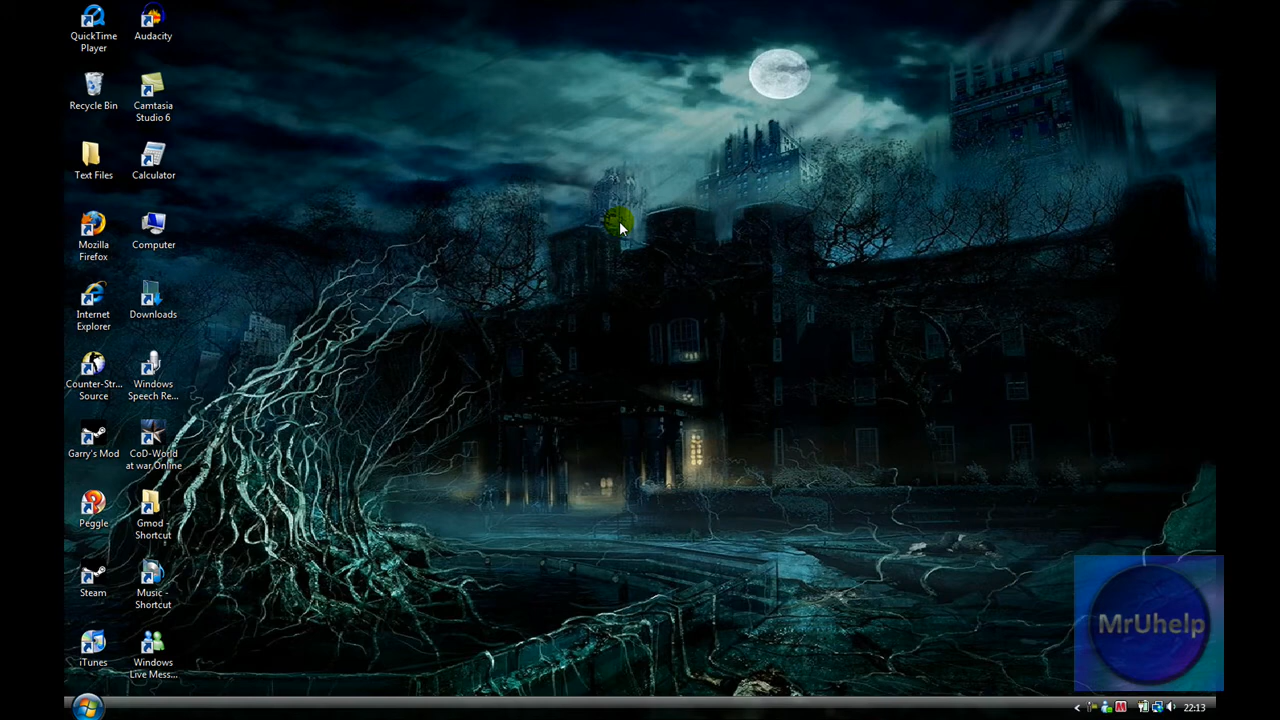 QuickTime
Player
Audacity
Recycle Bin
Camtasia
Studio 6
Text Files
Calculator
Mozilla
Firefox
Computer
Internet
Explorer
Downloads
Counter-Str...
Source
Windows
Speech Re...
Garry's Mod
CoD-World
at war Online
Peggle
Gmod -
Shortcut
Steam
Music -
Shortcut
iTunes
Windows
Live Mess...
MrUhelp
22:13